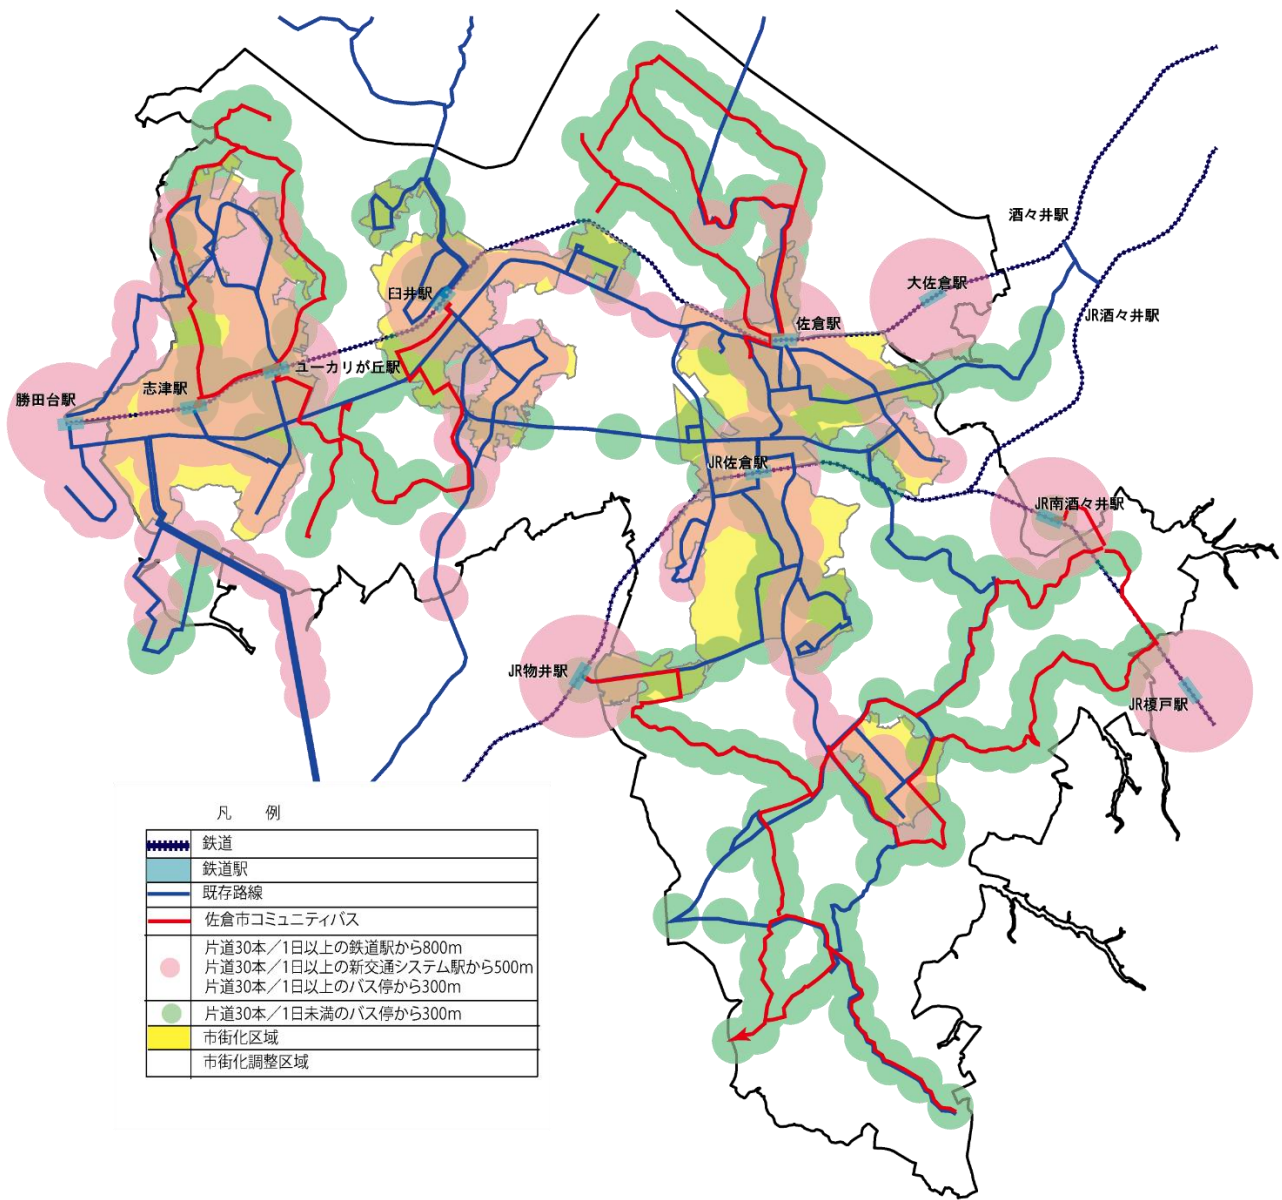 酒々井駅
大佐倉駅
JR酒々井駅
臼井駅
佐倉駅
ユーカリが丘駅
志津駅
勝田台駅
JR佐倉駅
JR南酒々井駅
JR物井駅
JR榎戸駅
凡 例
鉄道
鉄道駅
既存路線
佐倉市コミュニティバス
片道30本／1日以上の鉄道駅から800m
片道30本／1日以上の新交通システム駅から500m
片道30本／1日以上のバス停から300m
片道30本／1日未満のバス停から300m
市街化区域
市街化調整区域